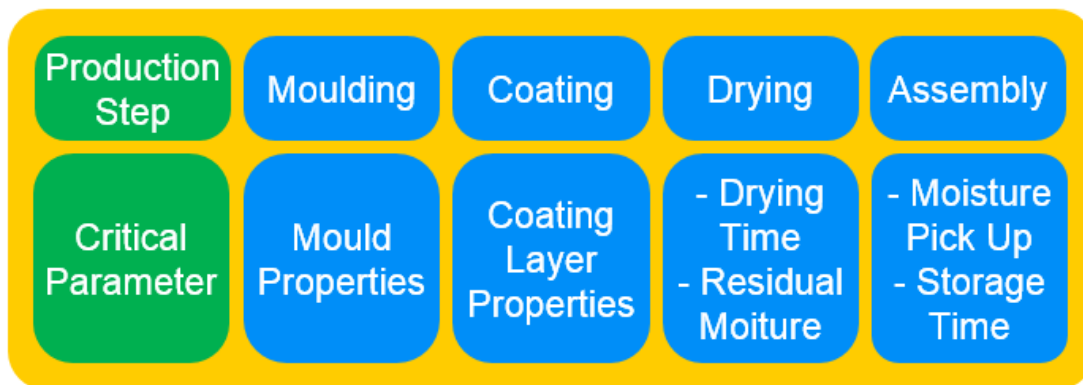 Production
Step
Moulding
Coating
Drying
Assembly
Critical
Parameter
Mould
Properties
Coating
Layer
Properties
- Drying
Time
- Residual
Moiture
- Moisture
Pick Up
- Storage
Time